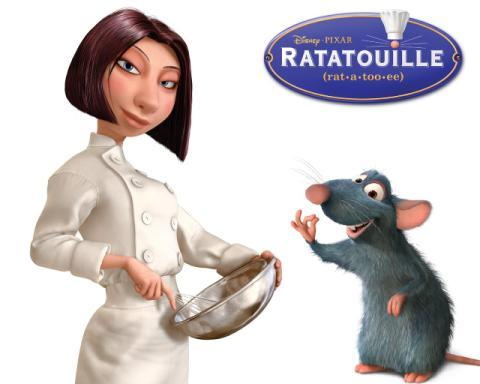 Disney · PIXAR
RATATOUILLE
(rat•a•too•ee)